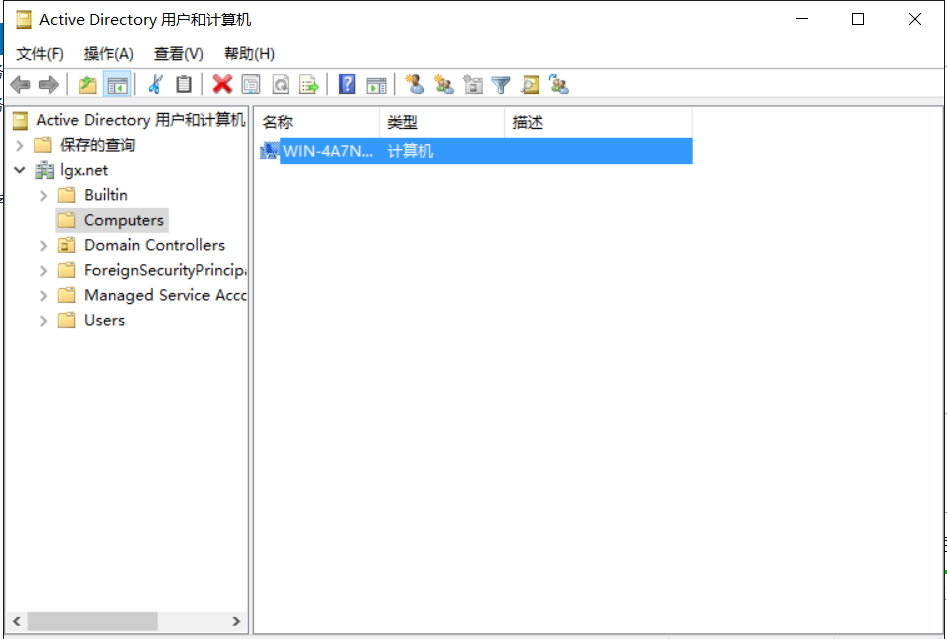 Active Directory 用户和计算机
文件(F) 操作(A) 查看(V) 帮助(H)
Active Directory 用户和计算机
保存的查询
lgx.net
Builtin
Computers
Domain Controllers
ForeignSecurityPrincipa
Managed Service Acco
Users
名称 类型 描述
WIN-4A7N... 计算机